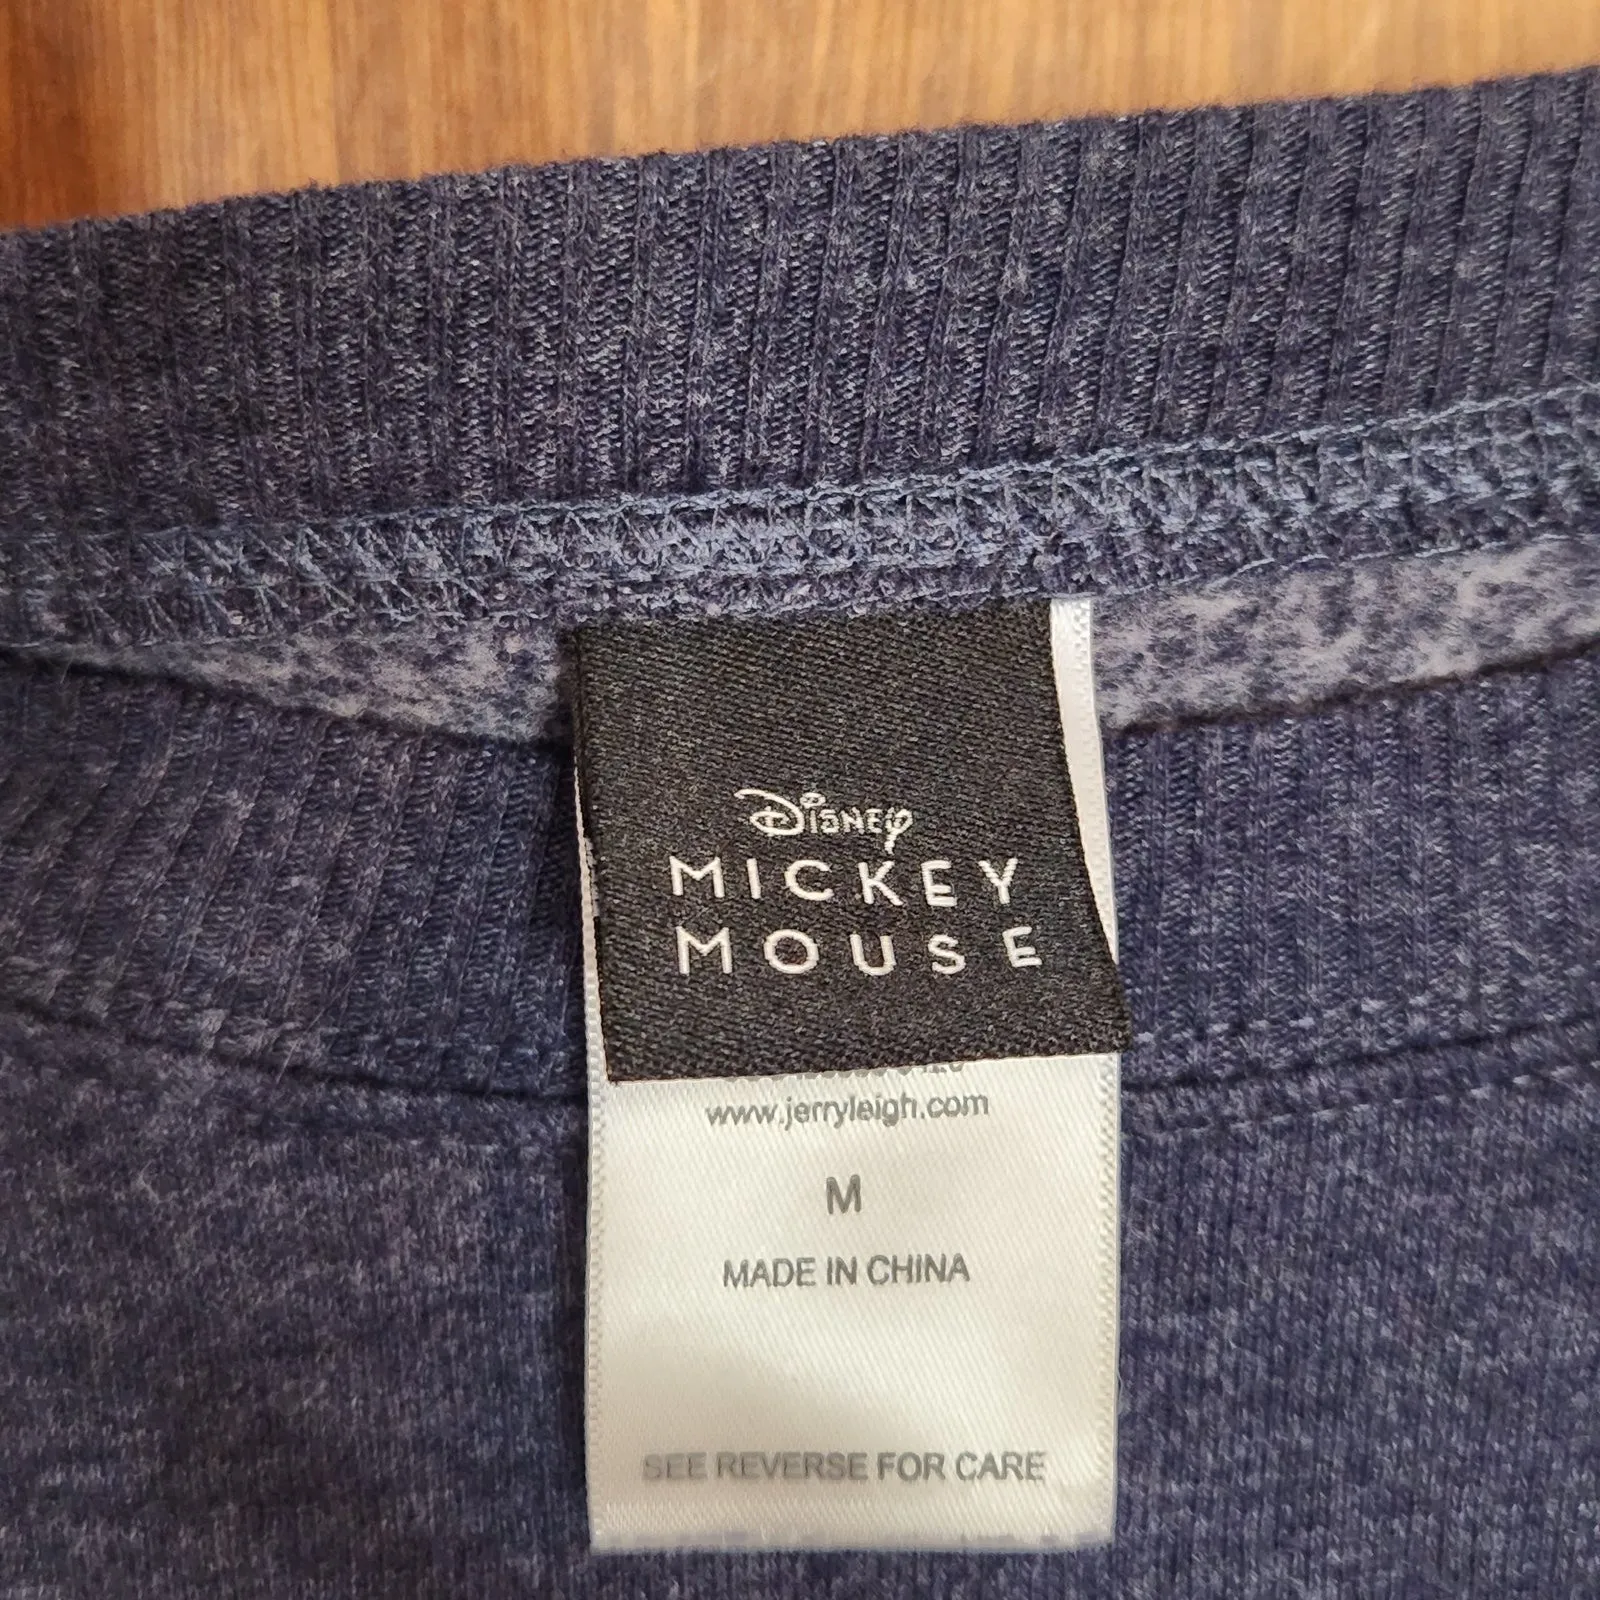 Disney
MICKEY
MOUSE
www.jerryleigh.com
M
MADE IN CHINA
SEE REVERSE FOR CARE